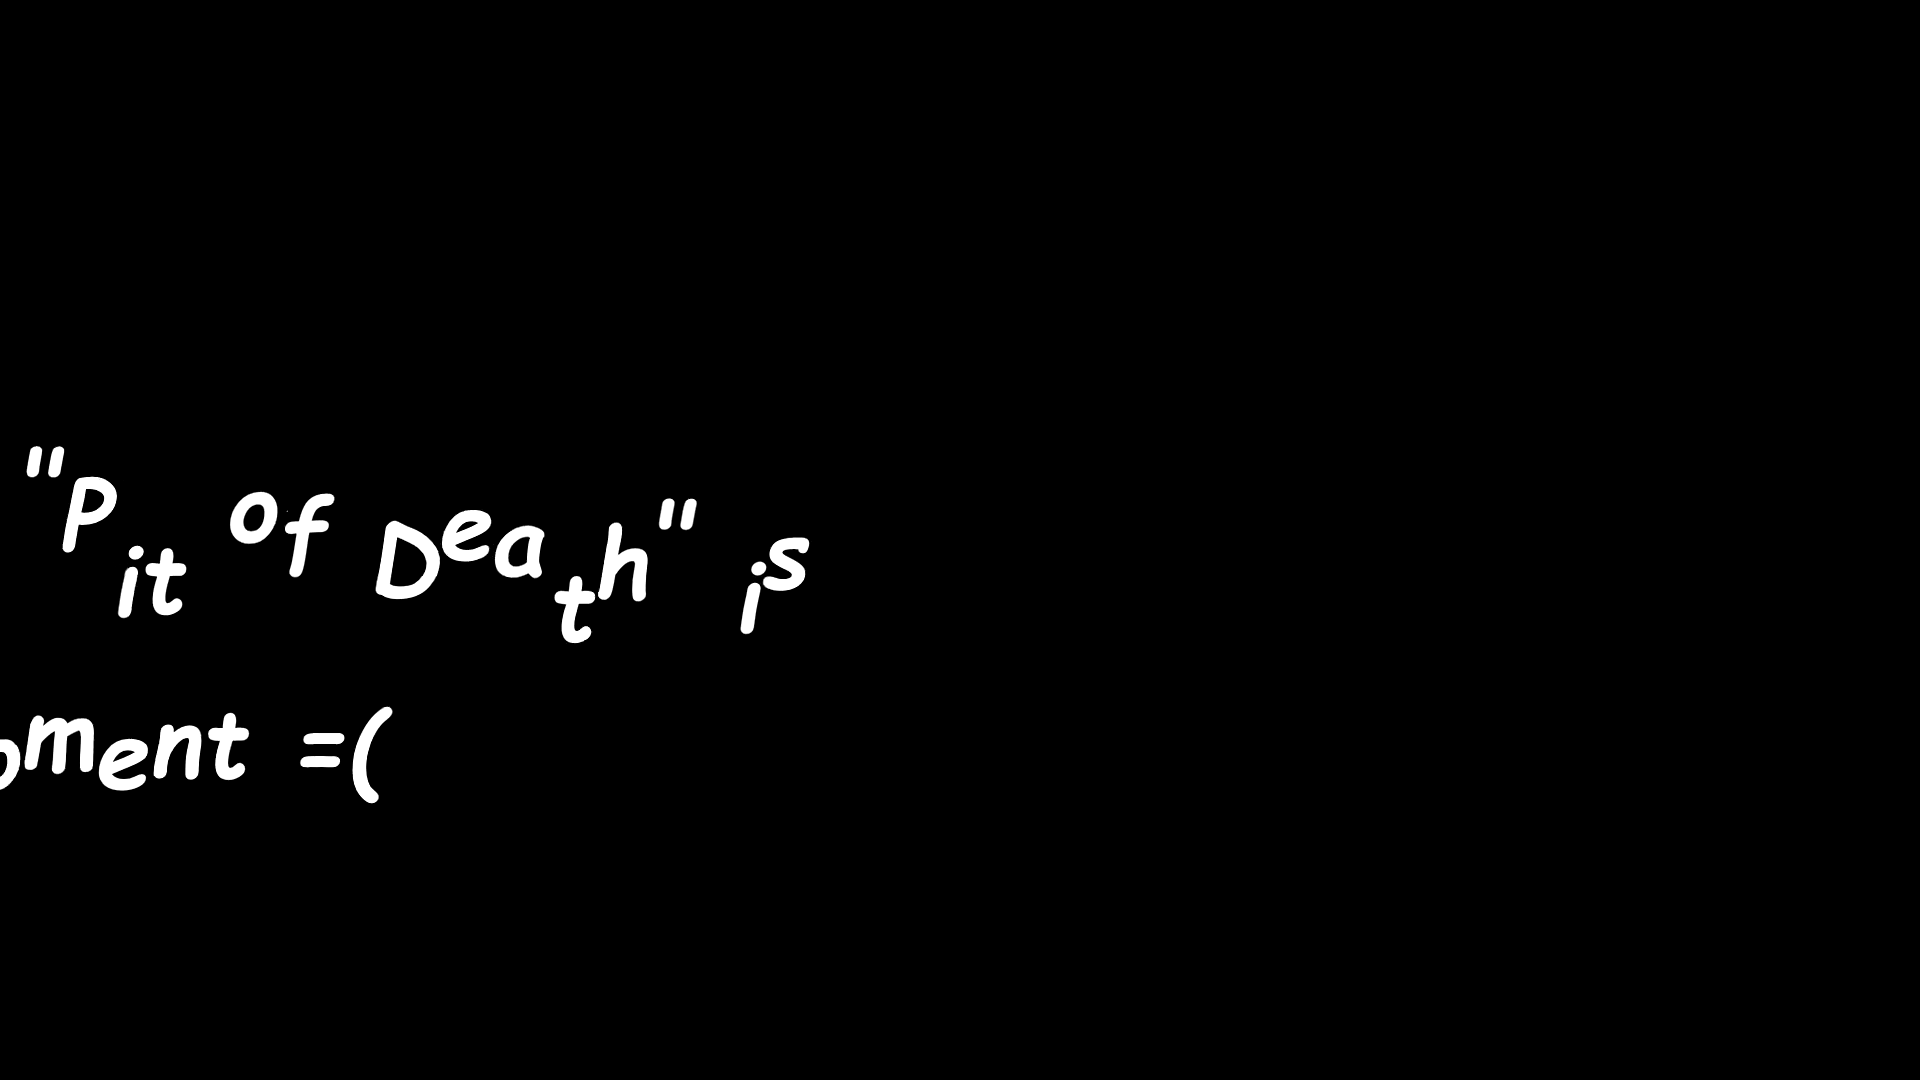 "Pit of Death" is
ment =(